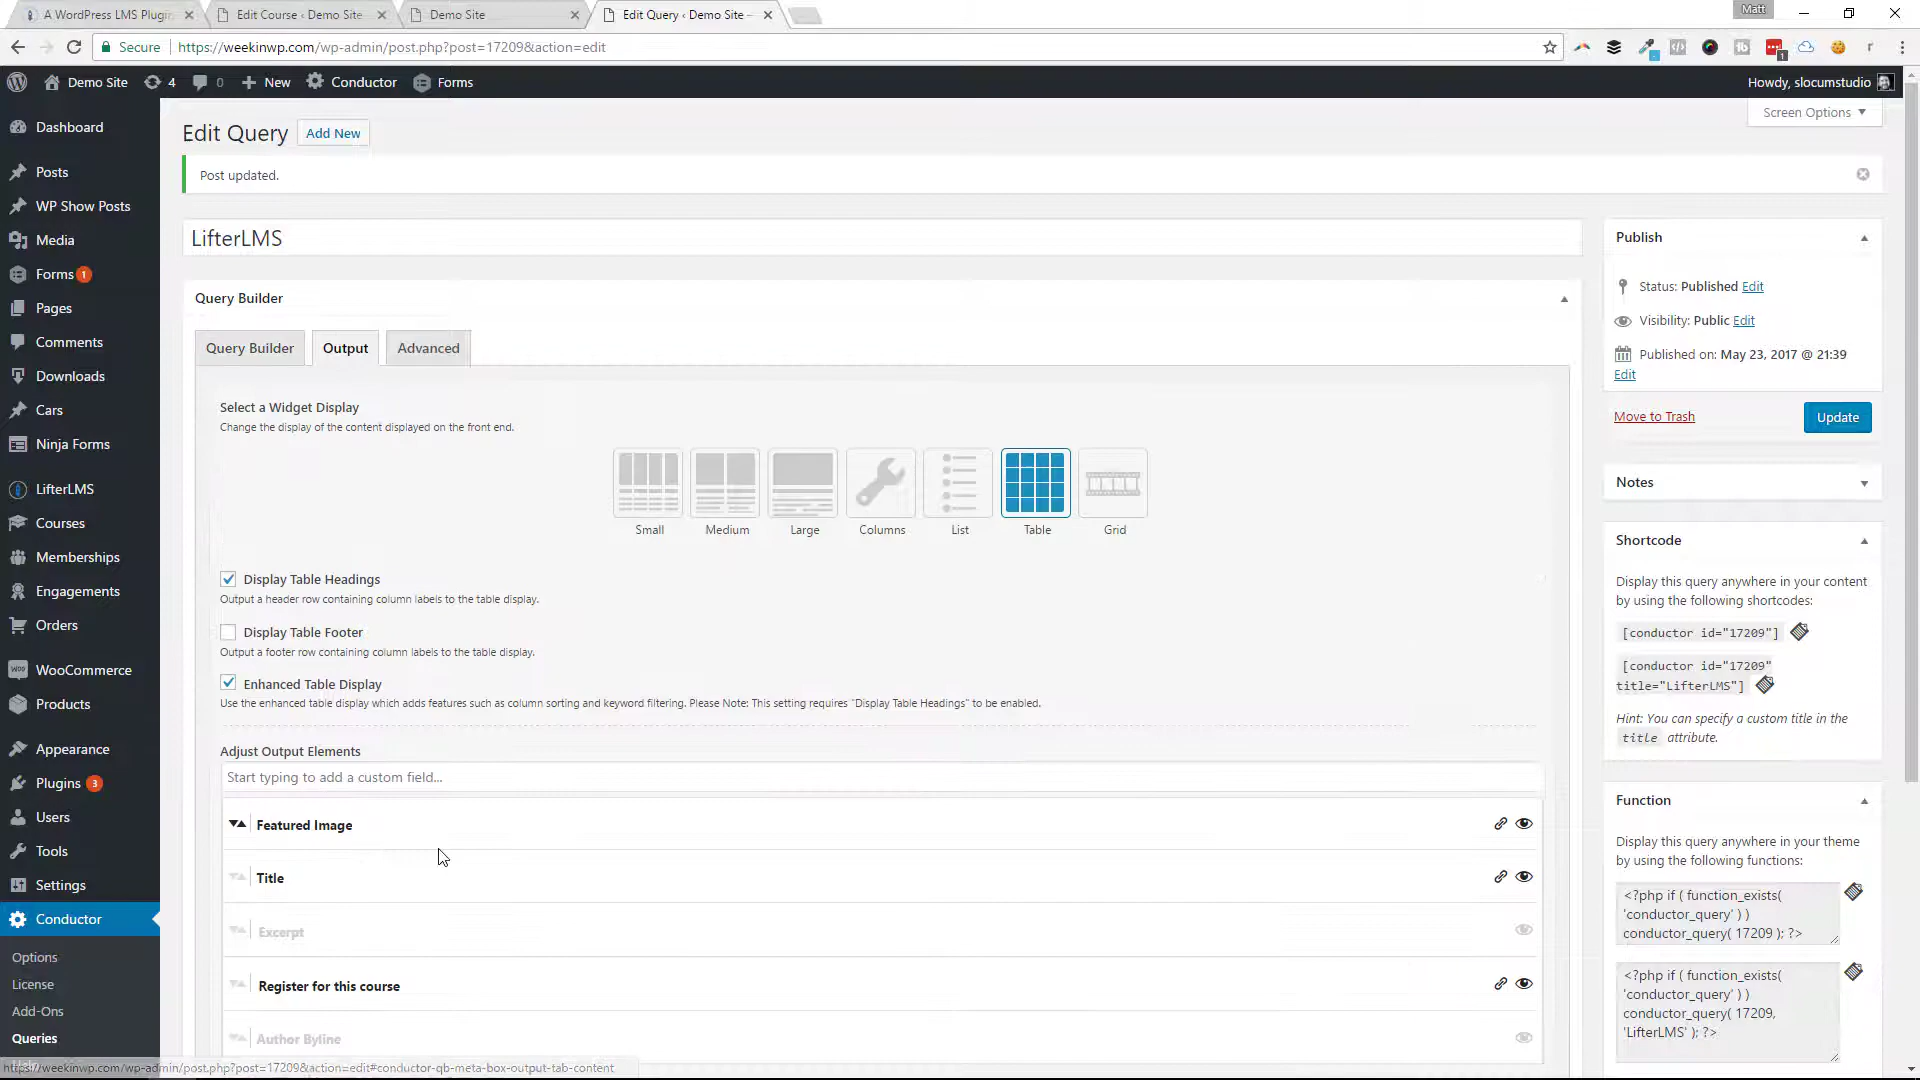 A WordPress LMS Plugin
Edit Course ‹ Demo Site
Demo Site
Edit Query ‹ Demo Site –
Matt
Secure
https://weekinwp.com/wp-admin/post.php?post=17209&action=edit
Demo Site
4
0
New
Conductor
Forms
Howdy, slocumstudio
Screen Options
Dashboard
Posts
WP Show Posts
Media
Forms 1
Pages
Comments
Downloads
Cars
Ninja Forms
LifterLMS
Courses
Memberships
Engagements
Orders
WooCommerce
Products
Appearance
Plugins 3
Users
Tools
Settings
Conductor
Options
License
Add-Ons
Queries
Edit Query
Add New
Post updated.
LifterLMS
Query Builder
Query Builder
Output
Advanced
Select a Widget Display
Change the display of the content displayed on the front end.
Small
Medium
Large
Columns
List
Table
Grid
Display Table Headings
Output a header row containing column labels to the table display.
Display Table Footer
Output a footer row containing column labels to the table display.
Enhanced Table Display
Use the enhanced table display which adds features such as column sorting and keyword filtering. Please Note: This setting requires "Display Table Headings" to be enabled.
Adjust Output Elements
Start typing to add a custom field...
Featured Image
Title
Excerpt
Register for this course
Author Byline
Publish
Status: Published Edit
Visibility: Public Edit
Published on: May 23, 2017 @ 21:39
Edit
Move to Trash
Update
Notes
Shortcode
Display this query anywhere in your content
by using the following shortcodes:
[conductor id="17209"]
[conductor id="17209"
title="LifterLMS"]
Hint: You can specify a custom title in the
title attribute.
Function
Display this query anywhere in your theme
by using the following functions:
<?php if ( function_exists(
'conductor_query' ) )
conductor_query( 17209 ); ?>
<?php if ( function_exists(
'conductor_query' ) )
conductor_query( 17209,
'LifterLMS' ); ?>
https://weekinwp.com/wp-admin/post.php?post=17209&action=edit#conductor-qb-meta-box-output-tab-content